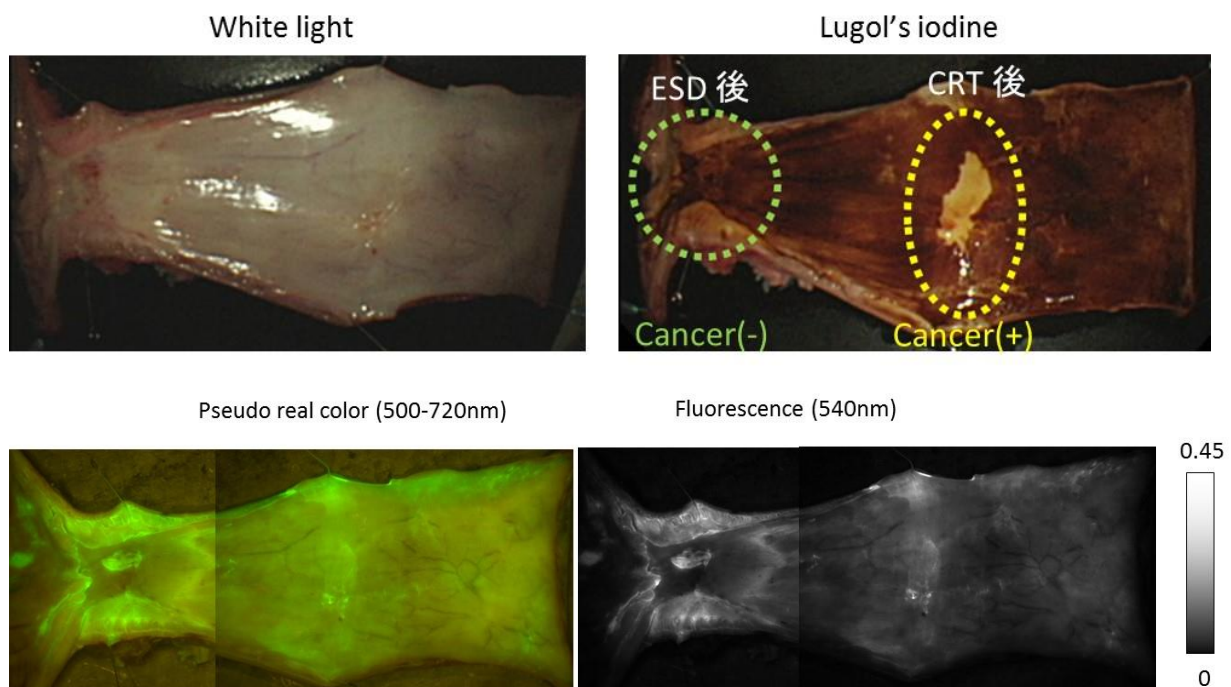 White light
Lugol's iodine
ESD 後
CRT 後
Cancer(-)
Cancer(+)
Pseudo real color (500-720nm)
Fluorescence (540nm)
0.45
0